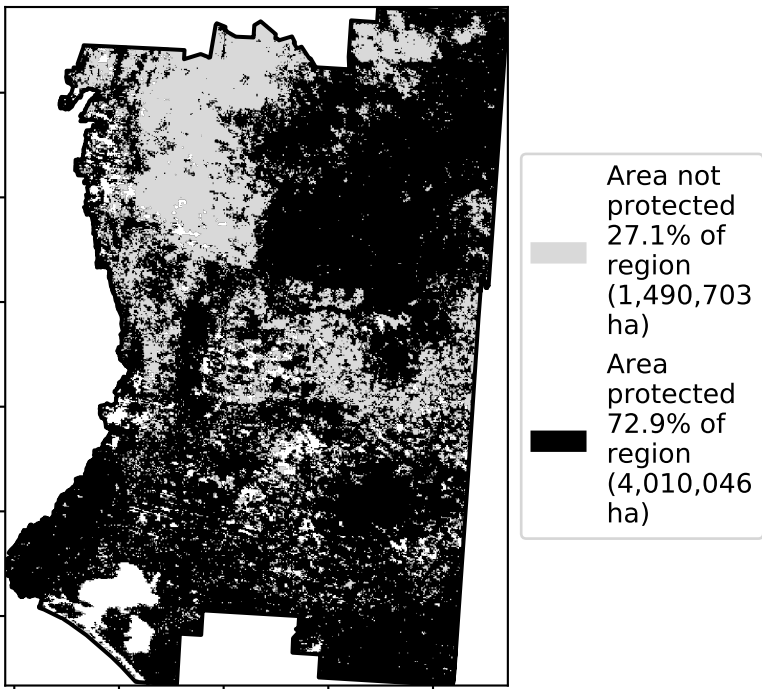 Area not
protected
27.1% of
region
(1,490,703
ha)
Area
protected
72.9% of
region
(4,010,046
ha)